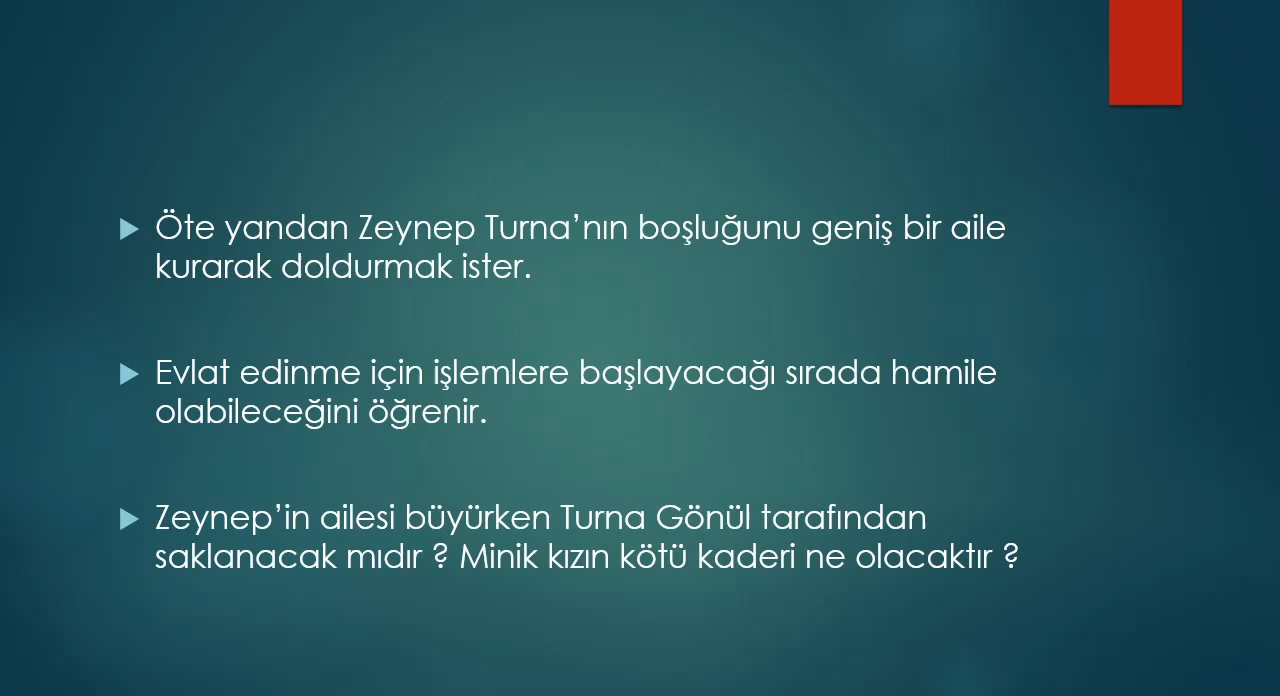 Öte yandan Zeynep Turna’nın boşluğunu geniş bir aile
kurarak doldurmak ister.
Evlat edinme için işlemlere başlayacağı sırada hamile
olabileceğini öğrenir.
Zeynep’in ailesi büyürken Turna Gönül tarafından
saklanacak mıdır ? Minik kızın kötü kaderi ne olacaktır ?